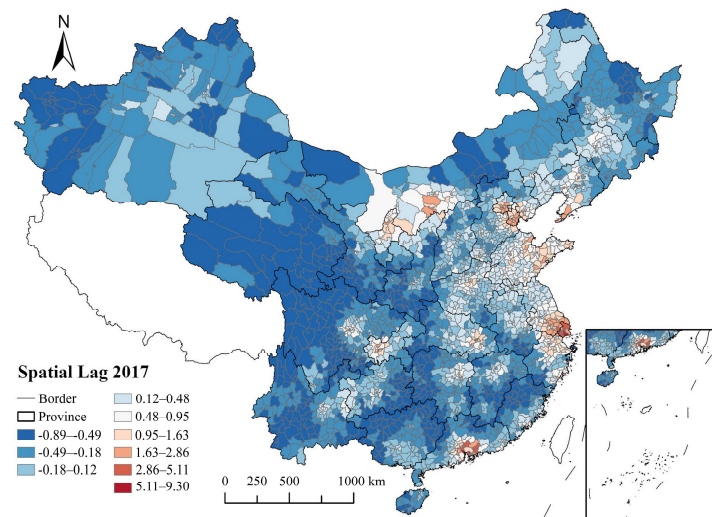 N
Spatial Lag 2017
Border
Province
-0.89–-0.49
-0.49–-0.18
-0.18–0.12
0.12–0.48
0.48–0.95
0.95–1.63
1.63–2.86
2.86–5.11
5.11–9.30
0 250 500 1000 km